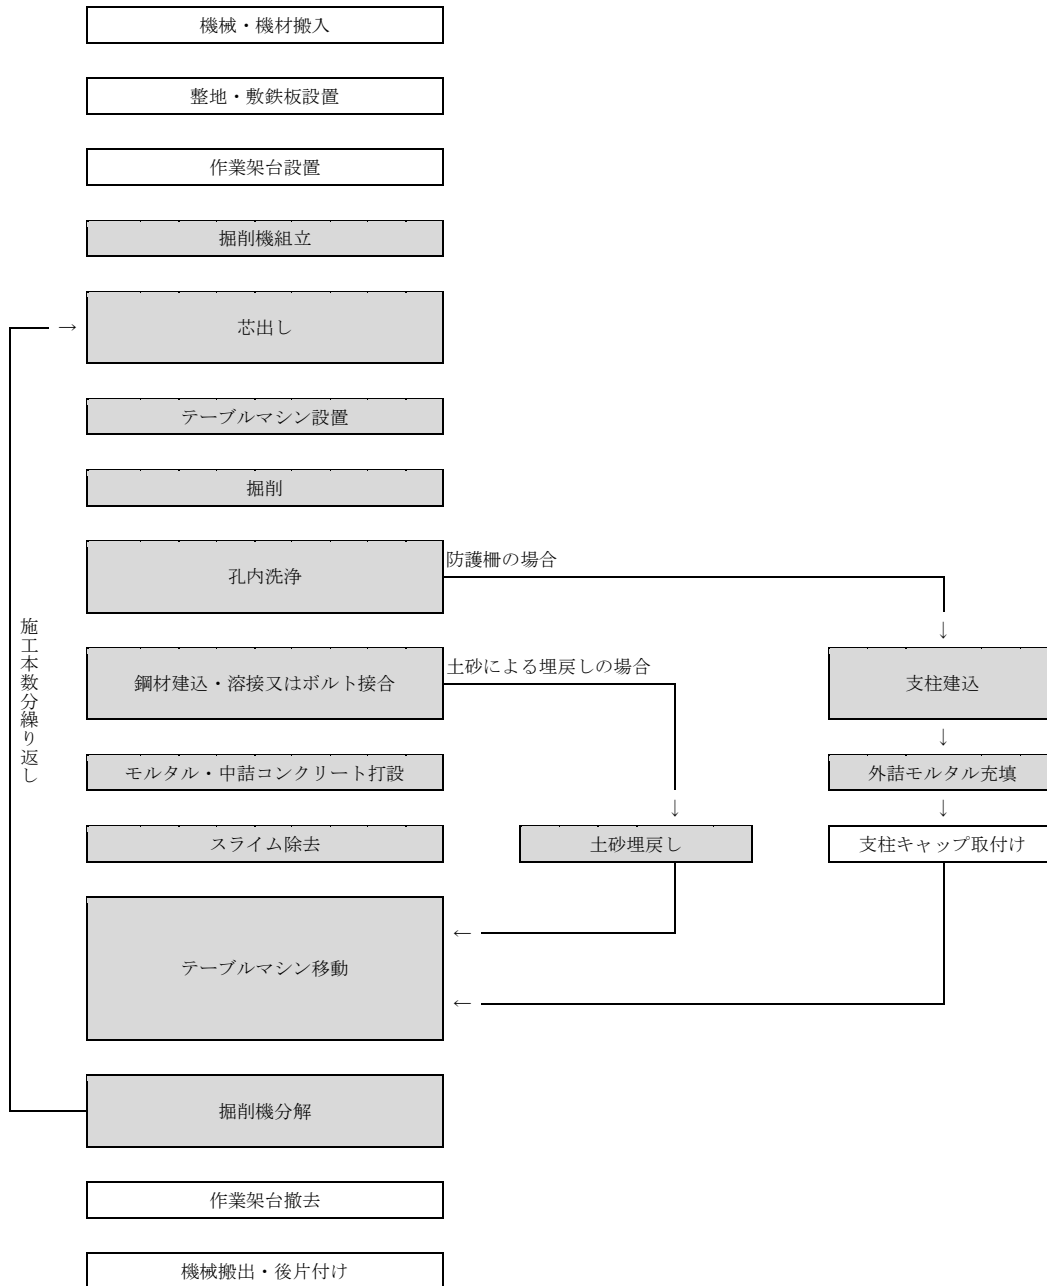 機械・機材搬入
整地・敷鉄板設置
作業架台設置
掘削機組立
→
芯出し
テーブルマシン設置
掘削
孔内洗浄
防護柵の場合
↓
施工本数分繰り返し
鋼材建込・溶接又はボルト接合
土砂による埋戻しの場合
支柱建込
↓
モルタル・中詰コンクリート打設
外詰モルタル充填
↓
↓
スライム除去
土砂埋戻し
支柱キャップ取付け
←
テーブルマシン移動
←
掘削機分解
作業架台撤去
機械搬出・後片付け